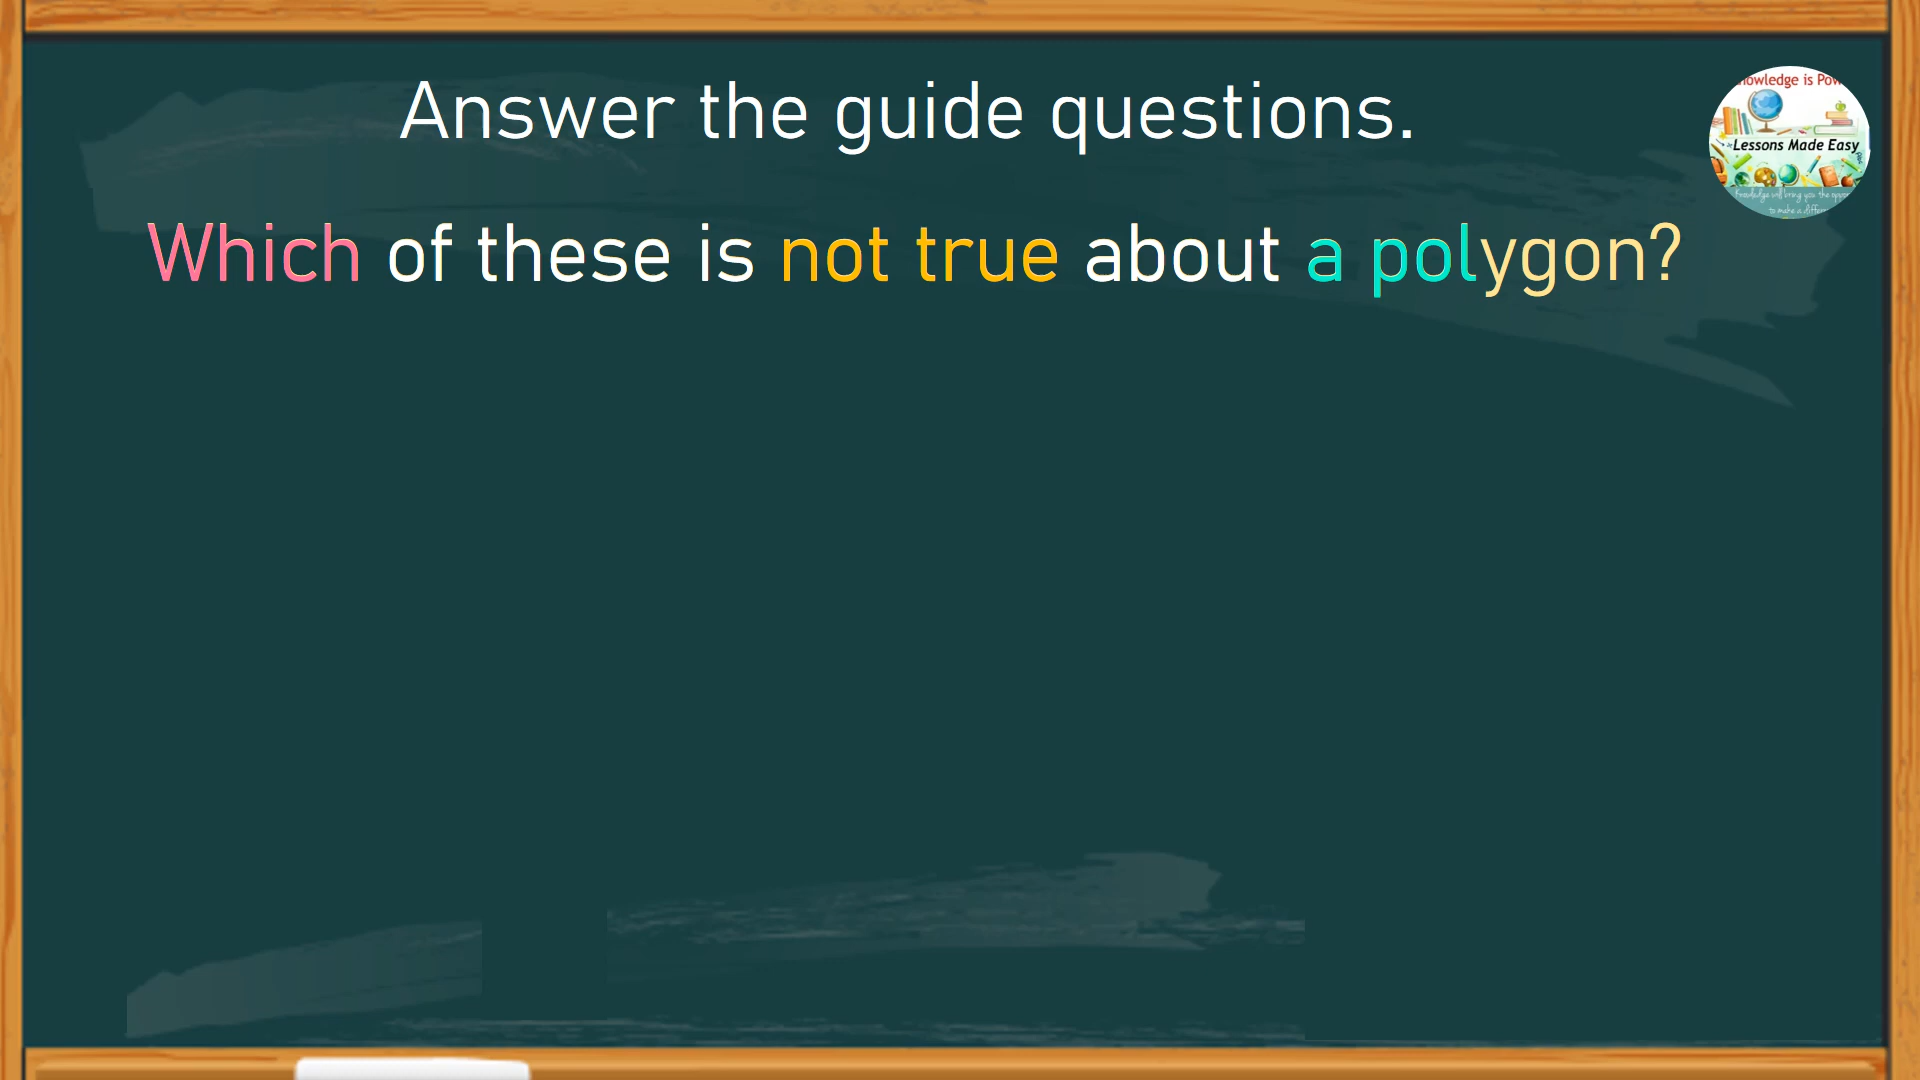 Answer the guide questions.
Which of these is not true about a polygon?
Lessons Made Easy